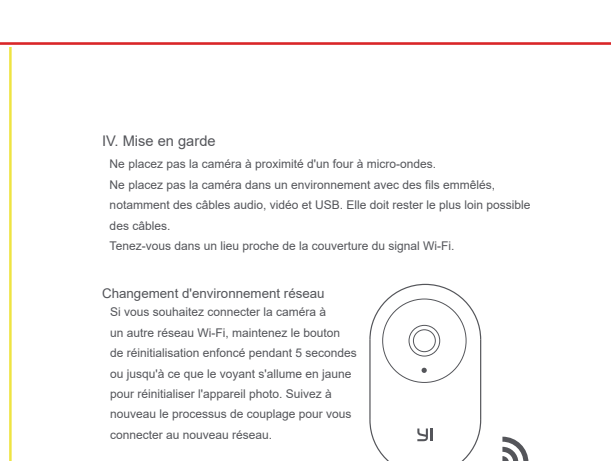 IV. Mise en garde
Ne placez pas la caméra à proximité d'un four à micro-ondes.
Ne placez pas la caméra dans un environnement avec des fils emmêlés,
notamment des câbles audio, vidéo et USB. Elle doit rester le plus loin possible
des câbles.
Tenez-vous dans un lieu proche de la couverture du signal Wi-Fi.
Changement d'environnement réseau
Si vous souhaitez connecter la caméra à
un autre réseau Wi-Fi, maintenez le bouton
de réinitialisation enfoncé pendant 5 secondes
ou jusqu'à ce que le voyant s'allume en jaune
pour réinitialiser l'appareil photo. Suivez à
nouveau le processus de couplage pour vous
connecter au nouveau réseau.
YI